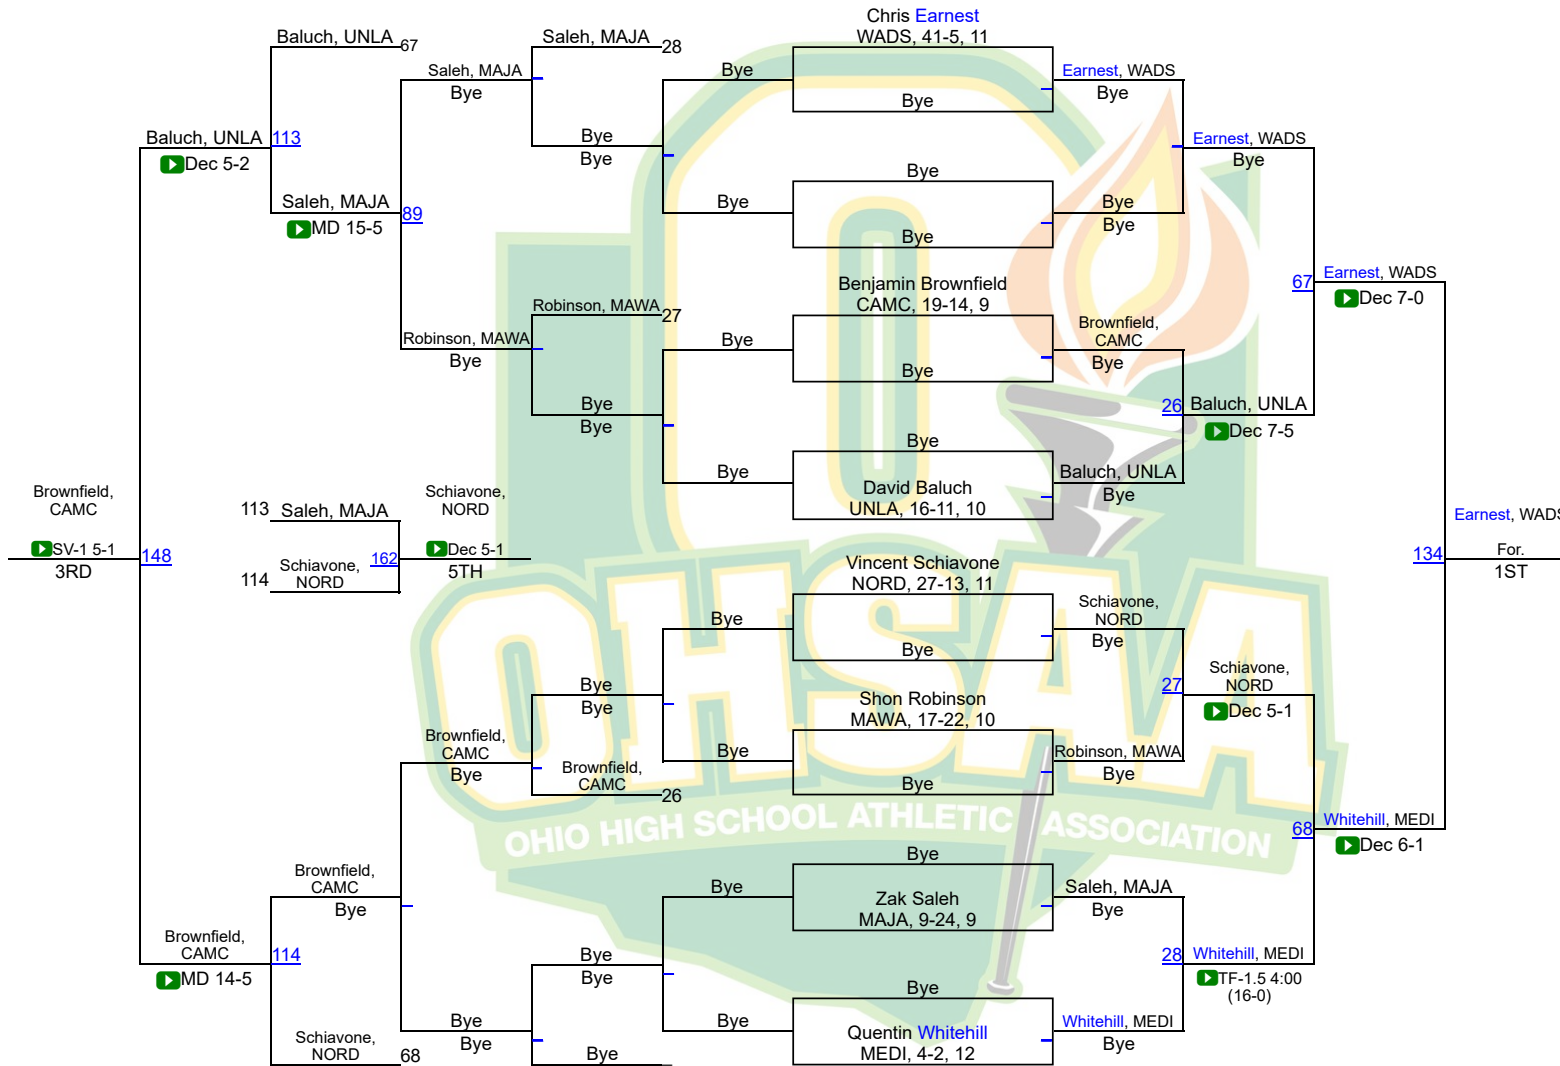 Chris Earnest
WADS, 41-5, 11
Baluch, UNLA
67
Saleh, MAJA
28
Saleh, MAJA
Bye
Bye
Earnest, WADS
Bye
Bye
Baluch, UNLA
113
Dec 5-2
Bye
Bye
Earnest, WADS
Bye
Bye
Saleh, MAJA
89
MD 15-5
Bye
Bye
Bye
Bye
Benjamin Brownfield
CAMC, 19-14, 9
67
Earnest, WADS
Dec 7-0
Robinson, MAWA
27
Robinson, MAWA
Bye
Bye
Brownfield,
CAMC
Bye
Bye
Bye
Bye
26
Baluch, UNLA
Dec 7-5
Bye
Bye
David Baluch
UNLA, 16-11, 10
Baluch, UNLA
Bye
Brownfield,
CAMC
113
Saleh, MAJA
Schiavone,
NORD
Earnest, WADS
SV-1 5-1
3RD
148
Schiavone,
NORD
114
162
Dec 5-1
5TH
134
For.
1ST
Vincent Schiavone
NORD, 27-13, 11
Bye
Bye
Schiavone,
NORD
Bye
Bye
Bye
Shon Robinson
MAWA, 17-22, 10
27
Schiavone,
NORD
Dec 5-1
Brownfield,
CAMC
Bye
Bye
Bye
Robinson, MAWA
Bye
Brownfield,
CAMC
26
OHSAA
OHIO HIGH SCHOOL ATHLETIC ASSOCIATION
68
Whitehill, MEDI
Dec 6-1
Bye
Brownfield,
CAMC
Bye
Bye
Zak Saleh
MAJA, 9-24, 9
Saleh, MAJA
Bye
Brownfield,
CAMC
114
MD 14-5
Bye
Bye
28
Whitehill, MEDI
TF-1.5 4:00
(16-0)
Bye
Bye
Bye
Bye
Quentin Whitehill
MEDI, 4-2, 12
Whitehill, MEDI
Bye
Schiavone,
NORD
68
Bye